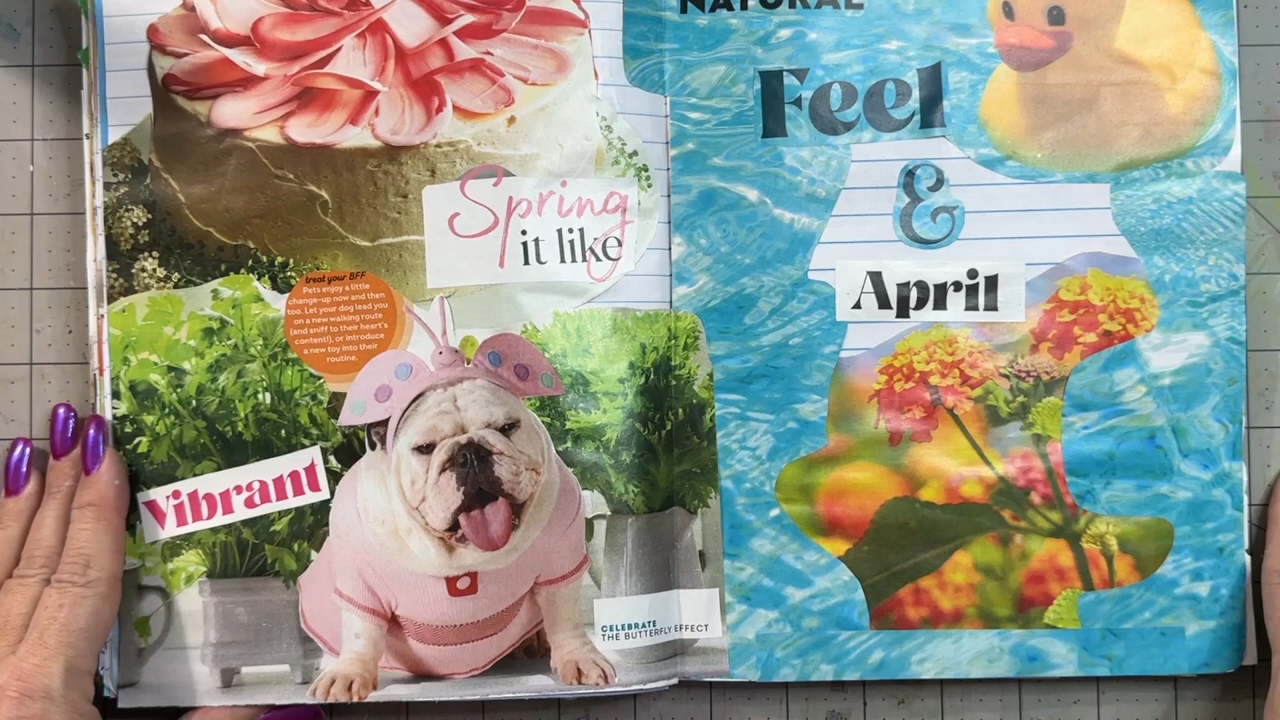 Spring
it like
treat your BFF
Pets enjoy a little
change-up now and then
too. Let your dog lead you
on a new walking route
(and sniff to their heart's
content!), or introduce
a new toy into their
routine.
Vibrant
CELEBRATE
THE BUTTERFLY EFFECT
NATURAL
Feel
&
April